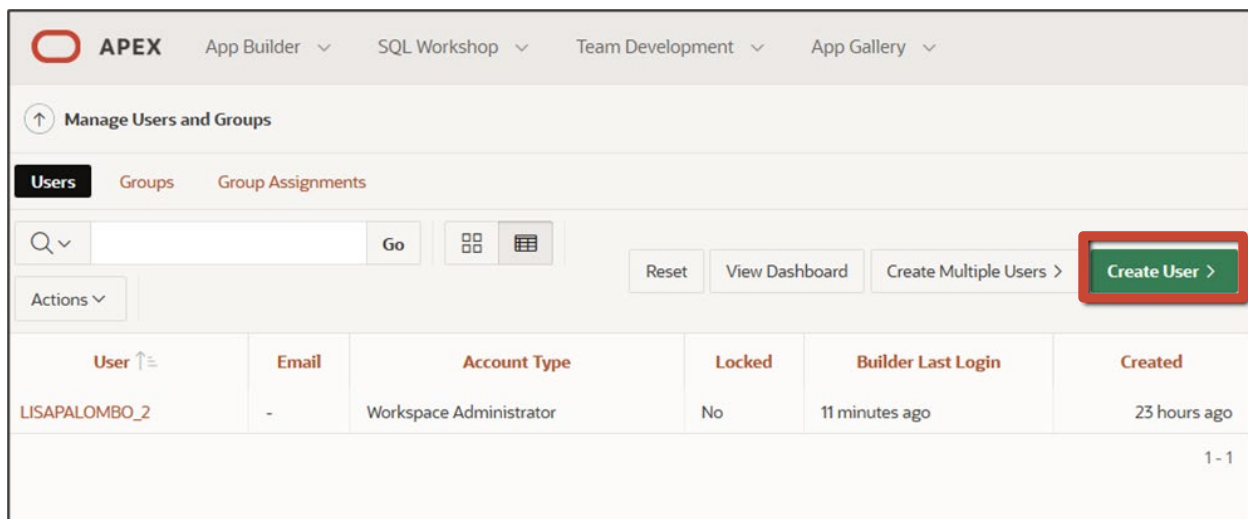 APEX App Builder SQL Workshop Team Development App Gallery
Manage Users and Groups
Users Groups Group Assignments
Go
Reset View Dashboard Create Multiple Users > Create User >
Actions
User Email Account Type Locked Builder Last Login Created
LISAPALOMBO_2 - Workspace Administrator No 11 minutes ago 23 hours ago
1 - 1